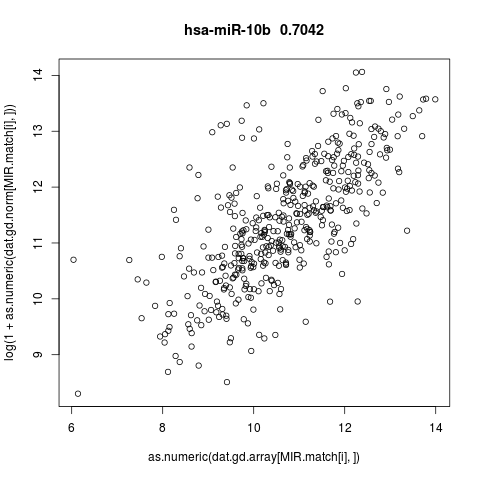 hsa-miR-10b 0.7042
log(1 + as.numeric(dat.gd.norm[MIR.match[i], ]))
14
13
12
11
10
9
6 8 10 12 14
as.numeric(dat.gd.array[MIR.match[i], ])